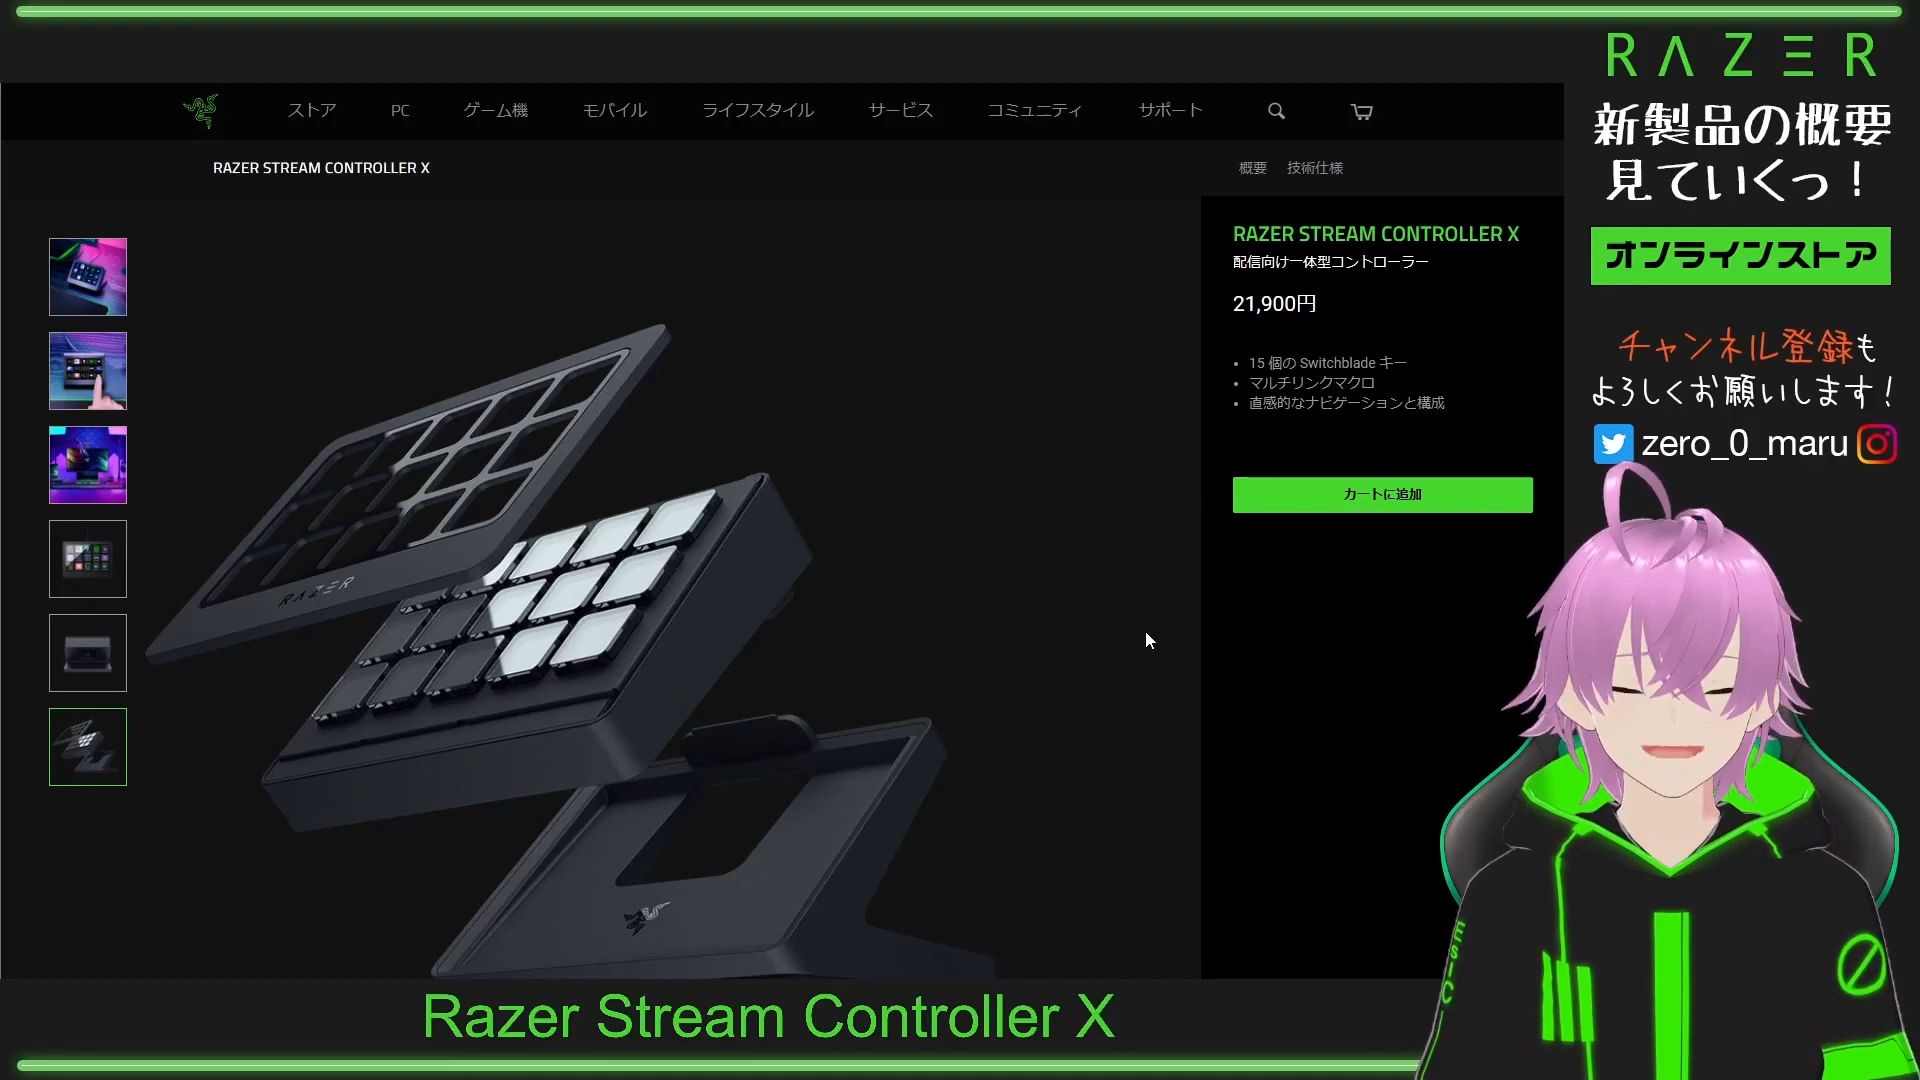 ストア
PC
ゲーム機
モバイル
ライフスタイル
サービス
コミュニティ
サポート
RAZER STREAM CONTROLLER X
概要
技術仕様
RAZER STREAM CONTROLLER X
配信向け一体型コントローラー
21,900円
15 個の Switchblade キー
マルチリンクマクロ
直感的なナビゲーションと構成
カートに追加
RAZER
Razer Stream Controller X
RAZER
新製品の概要
見ていくっ！
オンラインストア
チャンネル登録も
よろしくお願いします！
zero_0_maru